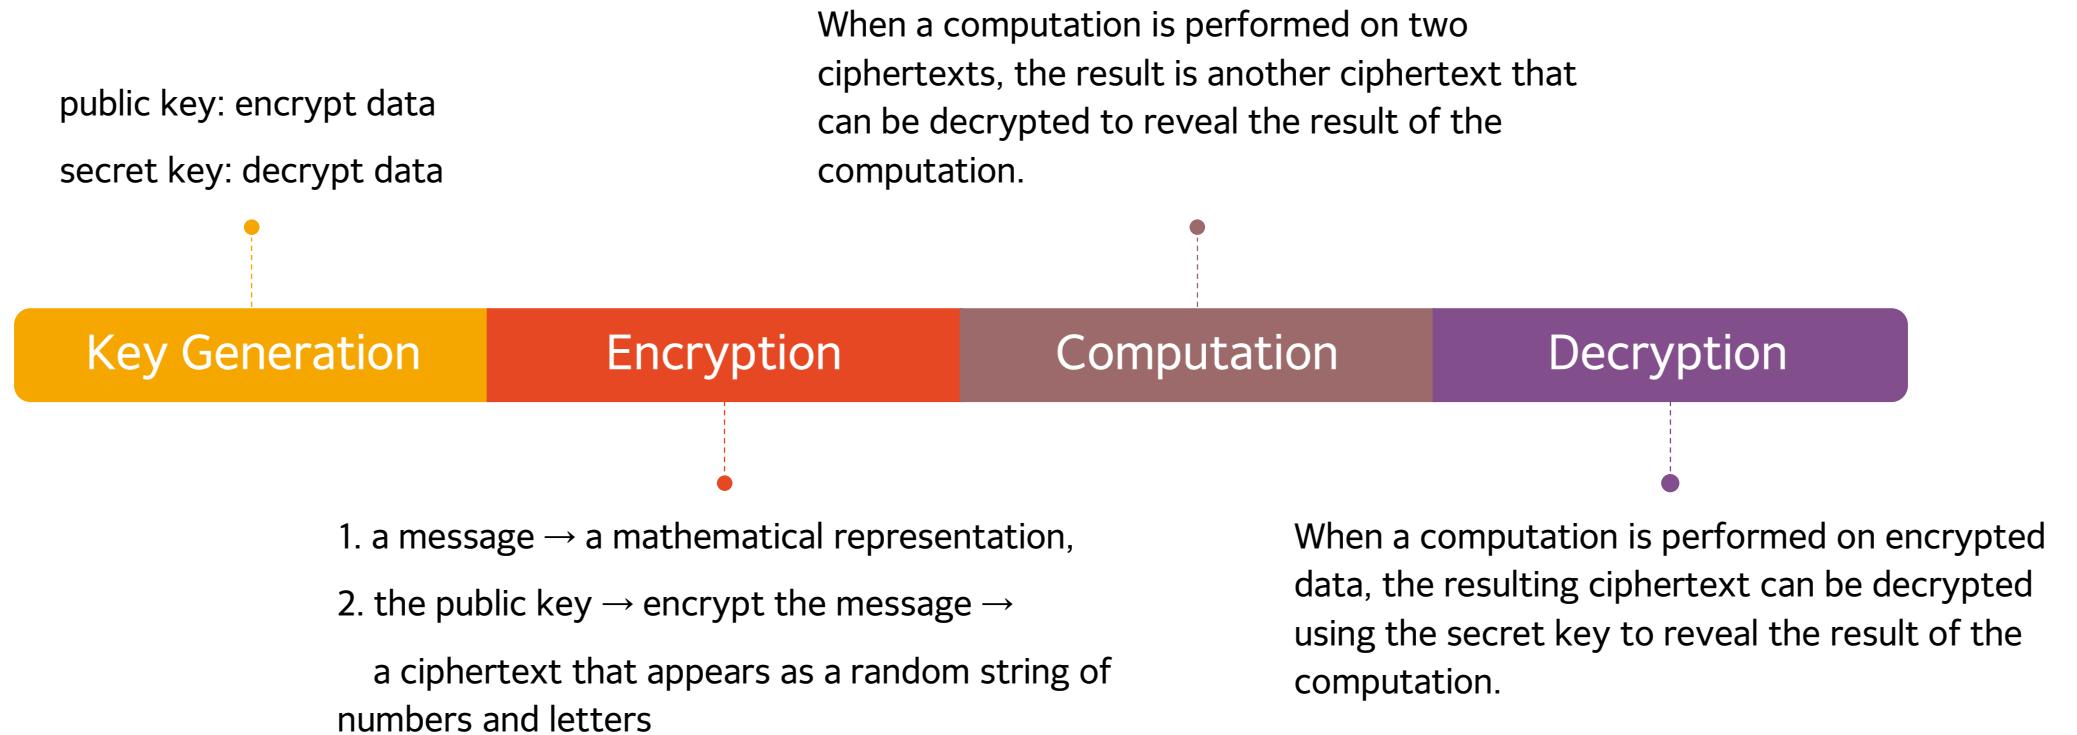 When a computation is performed on two
ciphertexts, the result is another ciphertext that
can be decrypted to reveal the result of the
computation.
public key: encrypt data
secret key: decrypt data
Key Generation
Encryption
Computation
Decryption
1. a message → a mathematical representation,
2. the public key → encrypt the message →
a ciphertext that appears as a random string of
numbers and letters
When a computation is performed on encrypted
data, the resulting ciphertext can be decrypted
using the secret key to reveal the result of the
computation.